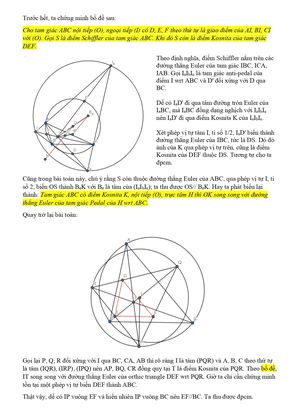 Trước hết, ta chứng minh bổ đề sau:
Cho tam giác ABC nội tiếp (O), ngoại tiếp (I) có D, E, F theo thứ tự là giao điểm của AI, BI, CI
với (O). Gọi S là điểm Schiffler của tam giác ABC. Khi đó S còn là điểm Kosnita của tam giác
DEF.
Theo định nghĩa, điểm Schiffler nằm trên các
đường thẳng Euler của tam giác IBC, ICA,
IAB. Gọi I₁I₂I₃ là tam giác anti-pedal của
điểm I wrt ABC và D' đối xứng với D qua
BC.
Dễ có I₁D' đi qua tâm đường tròn Euler của
IBC, mà I₁BC đồng dạng nghịch với I₁I₂I₃
nên I₁D' đi qua điểm Kosnita K của I₁I₂I₃.
Xét phép vị tự tâm I, tỉ số 1/2, I₁D' biến thành
đường thẳng Euler của IBC, tức là DS. Do đó
ảnh của K qua phép vị tự trên, cũng là điểm
Kosnita của DEF thuộc DS. Tương tự cho ta
đpcm.
Cũng trong bài toán này, chú ý rằng S còn thuộc đường thẳng Euler của ABC, qua phép vị tự I, tỉ
số 2, biến OS thành B₀K với B₀ là tâm của (I₁I₂I₃); ta thu được OS// B₀K. Hay ta phát biểu lại
thành: Tam giác ABC có điểm Kosnita K, nội tiếp (O), trực tâm H thì OK song song với đường
thẳng Euler của tam giác Pedal của H wrt ABC.
Quay trở lại bài toán:
Gọi lại P, Q, R đối xứng với I qua BC, CA, AB thì rõ ràng I là tâm (PQR) và A, B, C theo thứ tự
là tâm (IQR), (IRP), (IPQ) nên AP, BQ, CR đồng quy tại T là điểm Kosnita của PQR. Theo bổ đề,
IT song song với đường thẳng Euler của orthic triangle DEF wrt PQR. Giờ ta chỉ cần chứng minh
tồn tại một phép vị tự biến DEF thành ABC.
Thật vậy, dễ có IP vuông EF và hiển nhiên IP vuông BC nên EF//BC. Ta thu được đpcm.